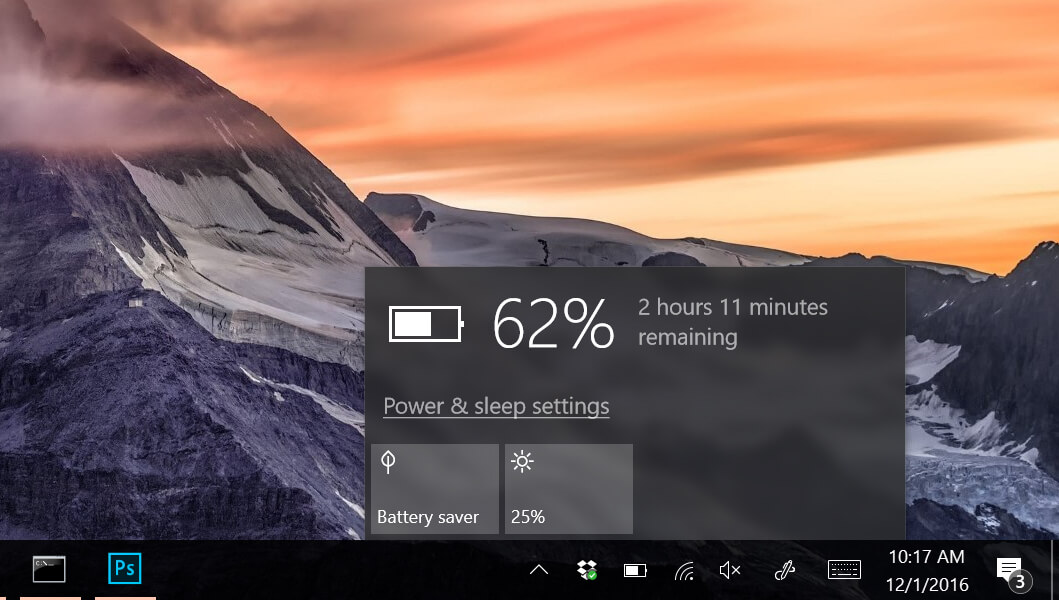 62%
2 hours 11 minutes
remaining
Power & sleep settings
Battery saver
25%
C:\
Ps
10:17 AM
12/1/2016
3